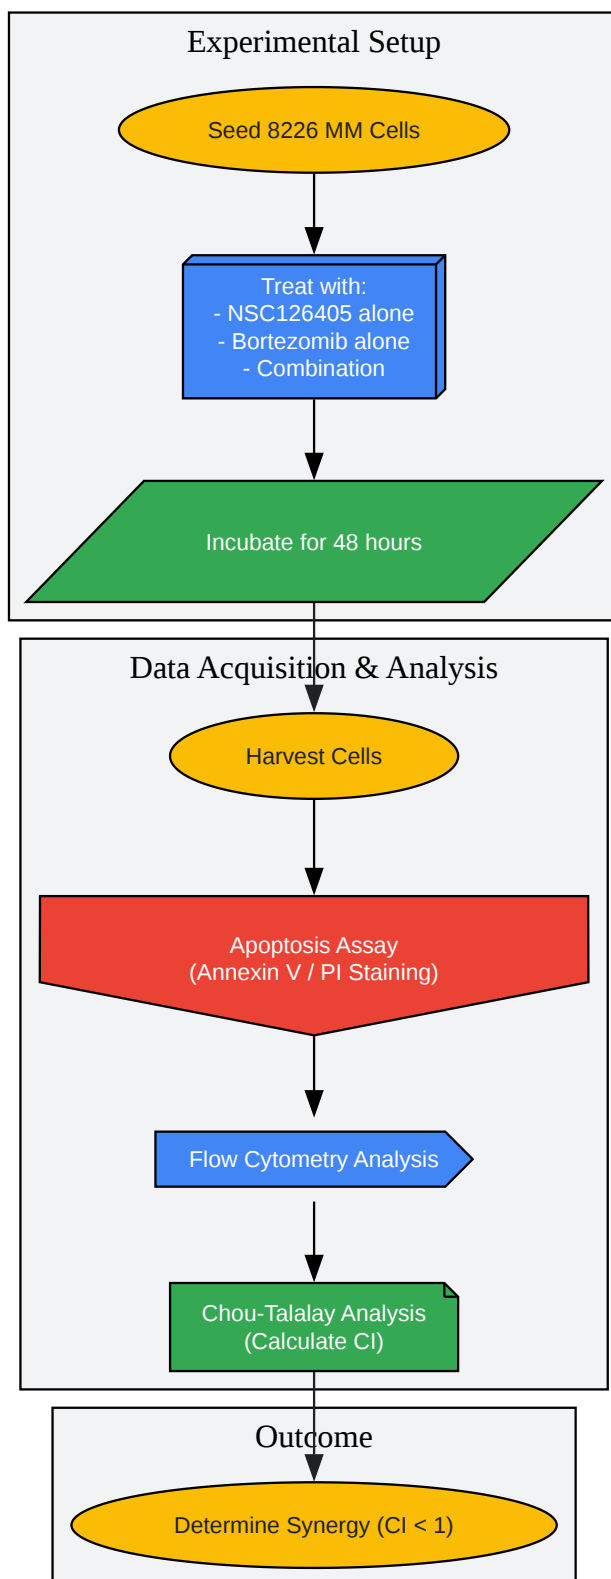 Experimental Setup
Seed 8226 MM Cells
Treat with:
- NSC126405 alone
- Bortezomib alone
- Combination
Incubate for 48 hours
Data Acquisition & Analysis
Harvest Cells
Apoptosis Assay
(Annexin V / PI Staining)
Flow Cytometry Analysis
Chou-Talalay Analysis
(Calculate CI)
Outcome
Determine Synergy (CI < 1)